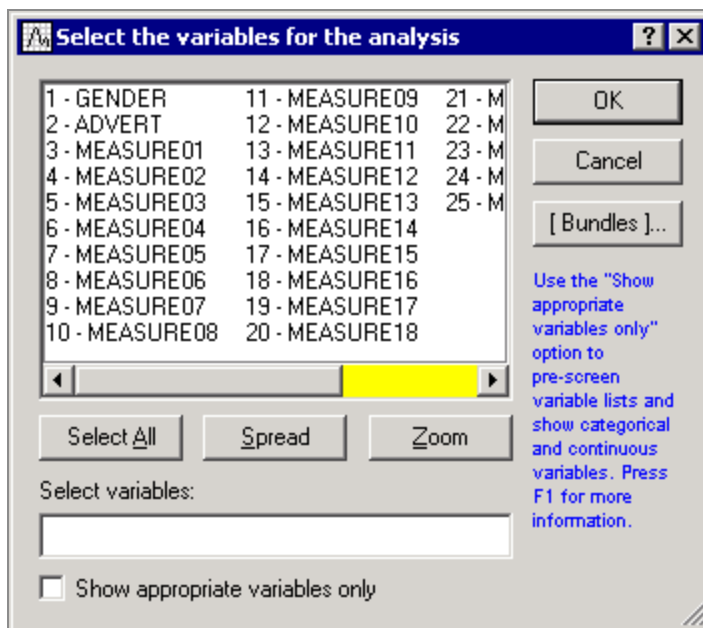 Select the variables for the analysis
1 - GENDER 11 - MEASURE09 21 - M
2 - ADVERT 12 - MEASURE10 22 - M
3 - MEASURE01 13 - MEASURE11 23 - M
4 - MEASURE02 14 - MEASURE12 24 - M
5 - MEASURE03 15 - MEASURE13 25 - M
6 - MEASURE04 16 - MEASURE14
7 - MEASURE05 17 - MEASURE15
8 - MEASURE06 18 - MEASURE16
9 - MEASURE07 19 - MEASURE17
10 - MEASURE08 20 - MEASURE18
OK
Cancel
[ Bundles ]...
Use the "Show
appropriate
variables only"
option to
pre-screen
variable lists and
show categorical
and continuous
variables. Press
F1 for more
information.
Select All Spread Zoom
Select variables:
Show appropriate variables only